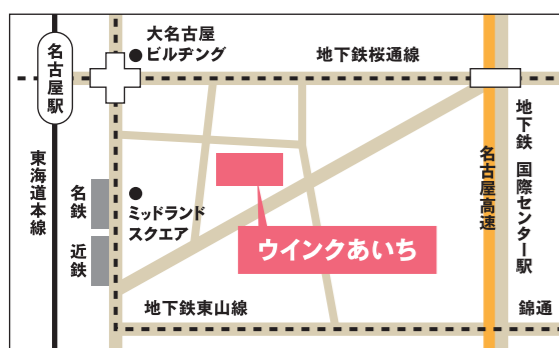 名古屋駅
大名古屋
ビルヂング
地下鉄桜通線
東海道本線
名鉄
近鉄
ミッドランド
スクエア
ウインクあいち
名古屋高速
地下鉄 国際センター駅
地下鉄東山線
錦通